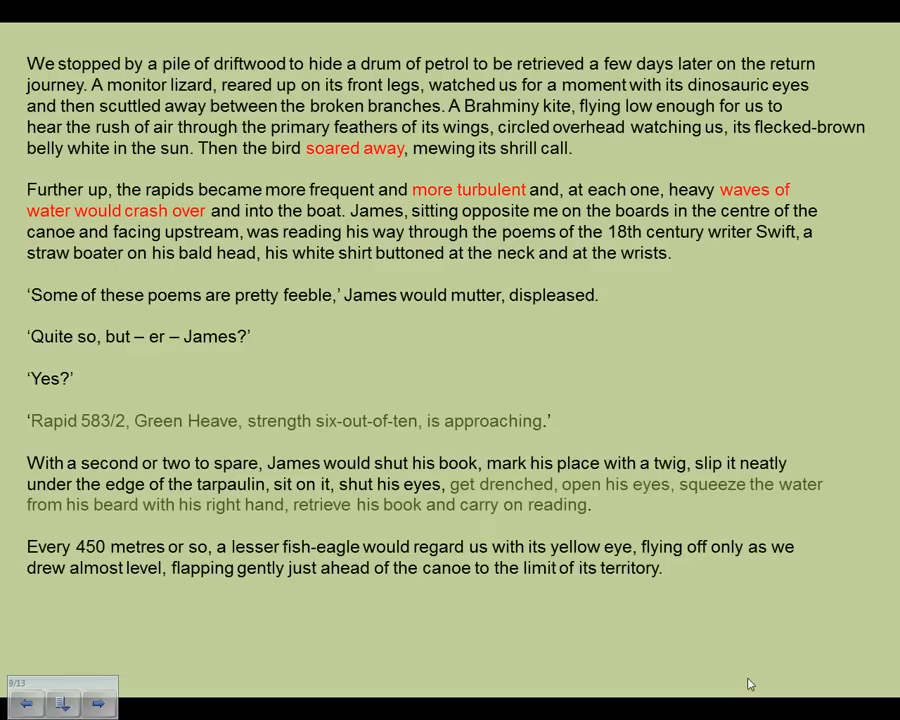 We stopped by a pile of driftwood to hide a drum of petrol to be retrieved a few days later on the return
journey. A monitor lizard, reared up on its front legs, watched us for a moment with its dinosauric eyes
and then scuttled away between the broken branches. A Brahminy kite, flying low enough for us to
hear the rush of air through the primary feathers of its wings, circled overhead watching us, its flecked-brown
belly white in the sun. Then the bird soared away, mewing its shrill call.
Further up, the rapids became more frequent and more turbulent and, at each one, heavy waves of
water would crash over and into the boat. James, sitting opposite me on the boards in the centre of the
canoe and facing upstream, was reading his way through the poems of the 18th century writer Swift, a
straw boater on his bald head, his white shirt buttoned at the neck and at the wrists.
‘Some of these poems are pretty feeble,’ James would mutter, displeased.
‘Quite so, but – er – James?’
‘Yes?’
‘Rapid 583/2, Green Heave, strength six-out-of-ten, is approaching.’
With a second or two to spare, James would shut his book, mark his place with a twig, slip it neatly
under the edge of the tarpaulin, sit on it, shut his eyes, get drenched, open his eyes, squeeze the water
from his beard with his right hand, retrieve his book and carry on reading.
Every 450 metres or so, a lesser fish-eagle would regard us with its yellow eye, flying off only as we
drew almost level, flapping gently just ahead of the canoe to the limit of its territory.
9/13